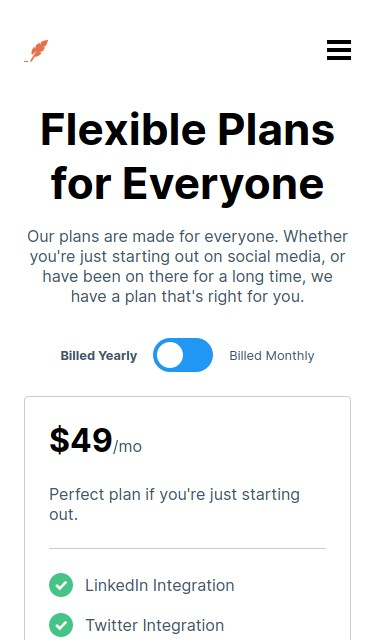 Flexible Plans
for Everyone
Our plans are made for everyone. Whether
you're just starting out on social media, or
have been on there for a long time, we
have a plan that's right for you.
Billed Yearly
Billed Monthly
$49/mo
Perfect plan if you're just starting
out.
LinkedIn Integration
Twitter Integration